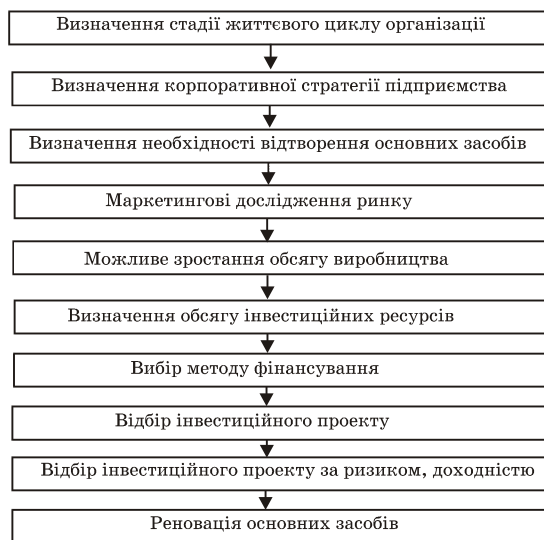 Визначення стадії життєвого циклу організації
Визначення корпоративної стратегії підприємства
Визначення необхідності відтворення основних засобів
Маркетингові дослідження ринку
Можливе зростання обсягу виробництва
Визначення обсягу інвестиційних ресурсів
Вибір методу фінансування
Відбір інвестиційного проекту
Відбір інвестиційного проекту за ризиком, доходністю
Реновація основних засобів